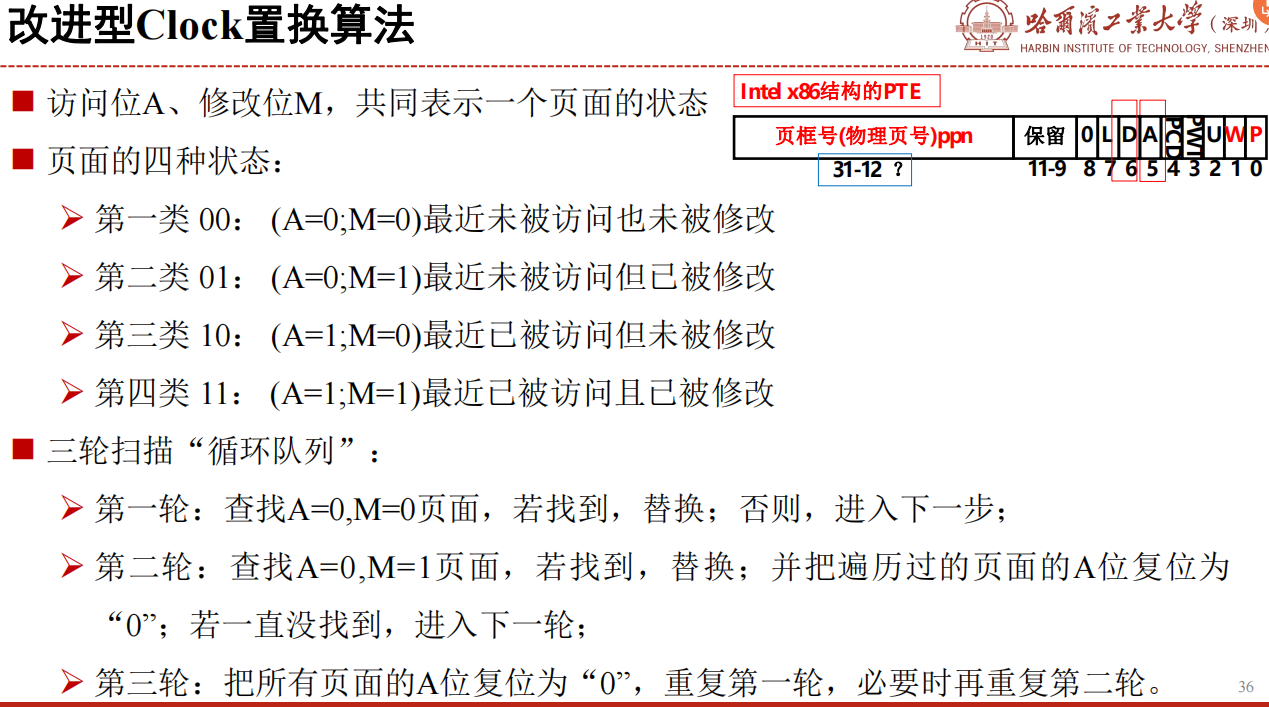 改进型Clock置换算法
哈爾濱工業大學(深圳)
HARBIN INSTITUTE OF TECHNOLOGY, SHENZHEN
HIT
■ 访问位A、修改位M，共同表示一个页面的状态
Intel x86结构的PTE
页框号(物理页号)ppn 保留 0 L D A PCD PWT U W P
31-12 ? 11-9 8 7 6 5 4 3 2 1 0
■ 页面的四种状态：
➢ 第一类 00： (A=0;M=0)最近未被访问也未被修改
➢ 第二类 01： (A=0;M=1)最近未被访问但已被修改
➢ 第三类 10： (A=1;M=0)最近已被访问但未被修改
➢ 第四类 11： (A=1;M=1)最近已被访问且已被修改
■ 三轮扫描“循环队列”：
➢ 第一轮：查找A=0,M=0页面，若找到，替换；否则，进入下一步；
➢ 第二轮：查找A=0,M=1页面，若找到，替换；并把遍历过的页面的A位复位为
“0”；若一直没找到，进入下一轮；
➢ 第三轮：把所有页面的A位复位为“0”，重复第一轮，必要时再重复第二轮。
36